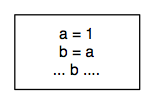 a = 1
b = a
... b ....